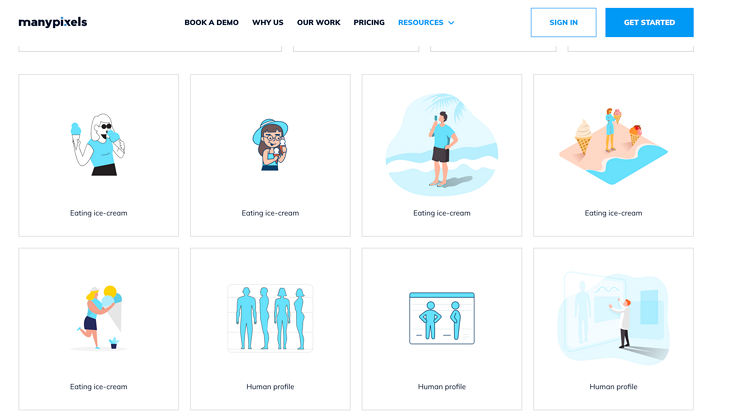 manypixels
BOOK A DEMO WHY US OUR WORK PRICING RESOURCES SIGN IN GET STARTED
Eating ice-cream Eating ice-cream Eating ice-cream Eating ice-cream
Eating ice-cream Human profile Human profile Human profile